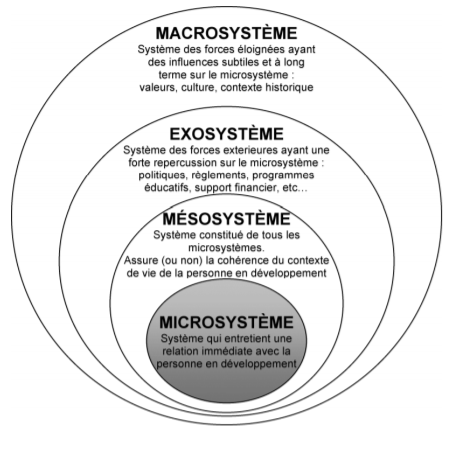 MACROSYSTÈME
Système des forces éloignées ayant
des influences subtiles et à long
terme sur le microsystème :
valeurs, culture, contexte historique
EXOSYSTÈME
Système des forces exterieures ayant une
forte repercussion sur le microsystème :
politiques, règlements, programmes
éducatifs, support financier, etc...
MÉSOSYSTÈME
Système constitué de tous les
microsystèmes.
Assure (ou non) la cohérence du contexte
de vie de la personne en développement
MICROSYSTÈME
Système qui entretient une
relation immédiate avec la
personne en développement